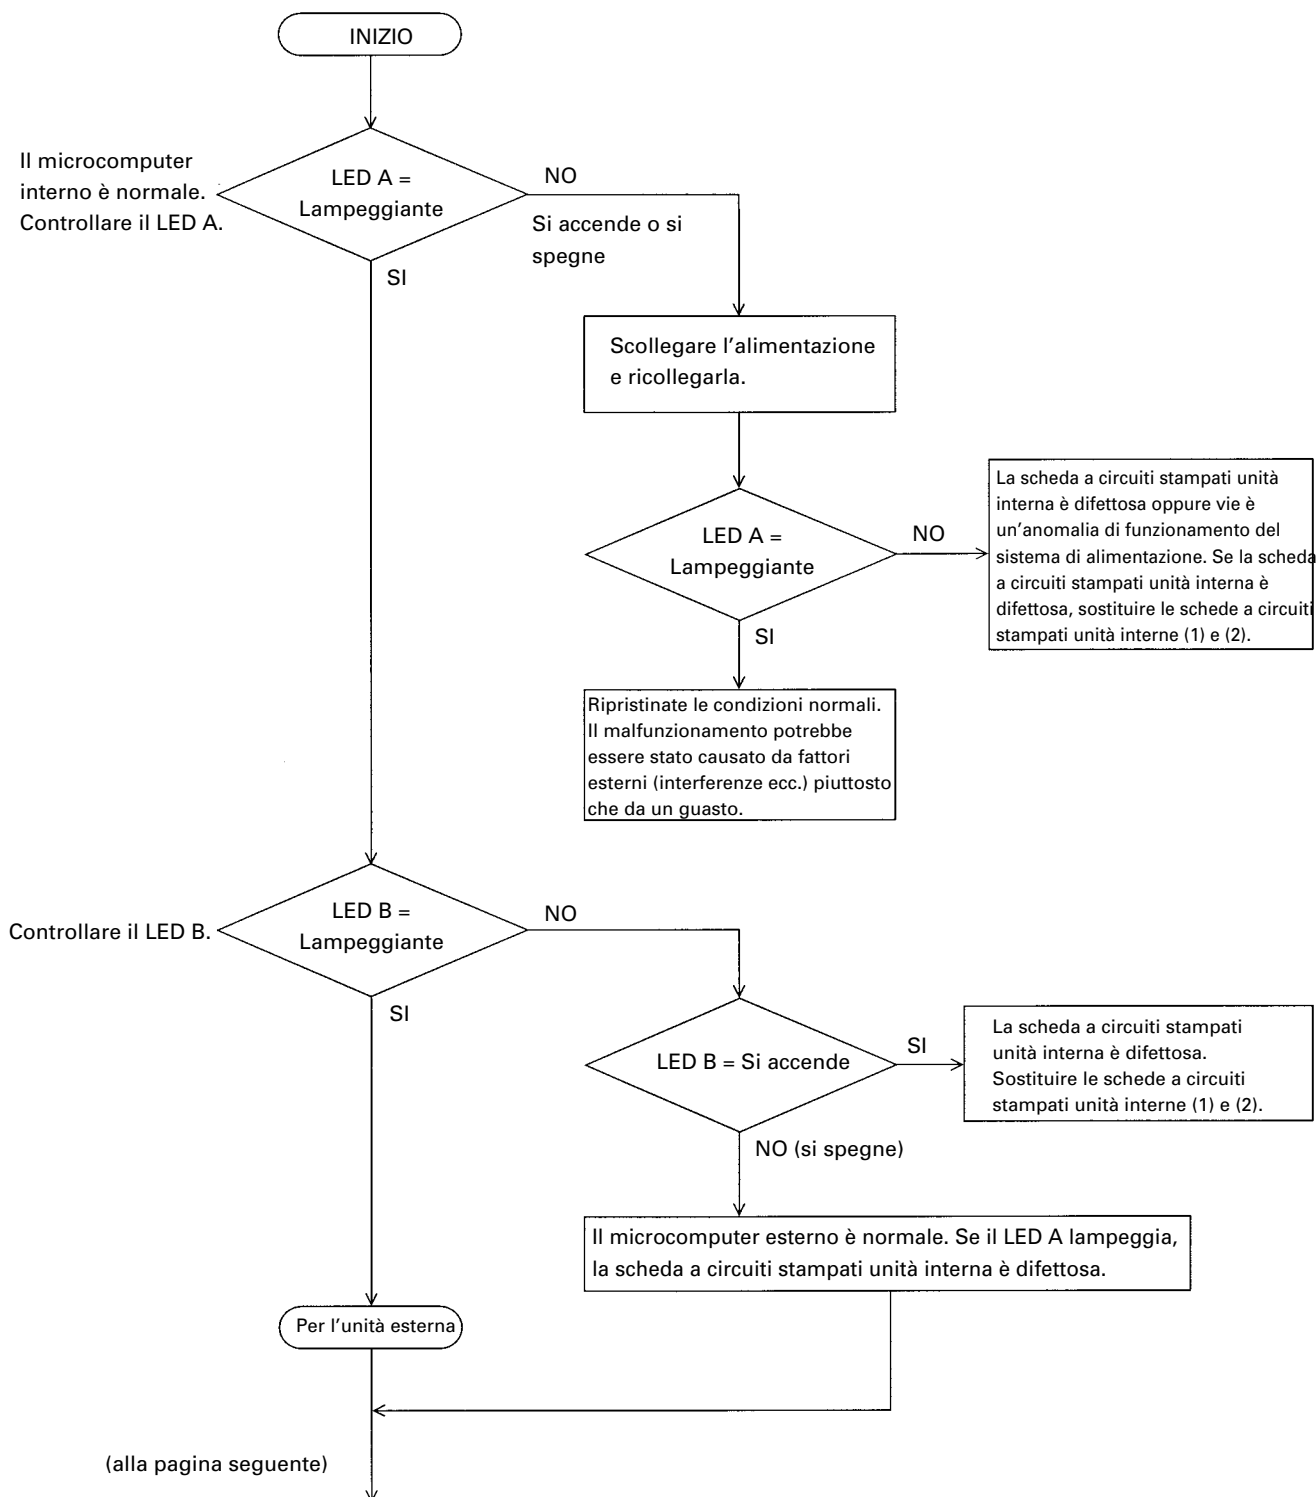 INIZIO
Il microcomputer
interno è normale.
Controllare il LED A.
LED A =
Lampeggiante
NO
Si accende o si
spegne
SI
Scollegare l'alimentazione
e ricollegarla.
LED A =
Lampeggiante
NO
La scheda a circuiti stampati unità
interna è difettosa oppure vie è
un'anomalia di funzionamento del
sistema di alimentazione. Se la scheda
a circuiti stampati unità interna è
difettosa, sostituire le schede a circuiti
stampati unità interne (1) e (2).
SI
Ripristinate le condizioni normali.
Il malfunzionamento potrebbe
essere stato causato da fattori
esterni (interferenze ecc.) piuttosto
che da un guasto.
Controllare il LED B.
LED B =
Lampeggiante
NO
SI
LED B = Si accende
SI
La scheda a circuiti stampati
unità interna è difettosa.
Sostituire le schede a circuiti
stampati unità interne (1) e (2).
NO (si spegne)
Il microcomputer esterno è normale. Se il LED A lampeggia,
la scheda a circuiti stampati unità interna è difettosa.
Per l'unità esterna
(alla pagina seguente)